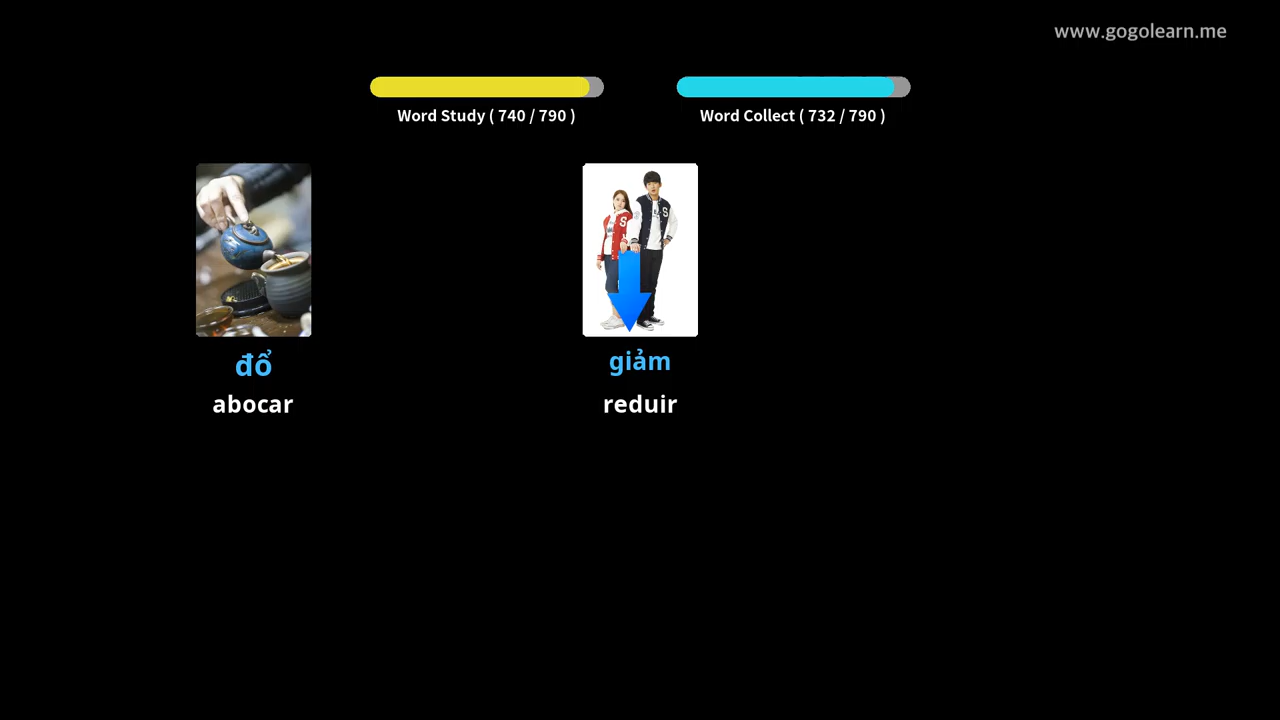 www.gogolearn.me
Word Study ( 740 / 790 )
Word Collect ( 732 / 790 )
đổ
abocar
giảm
reduir
S
S